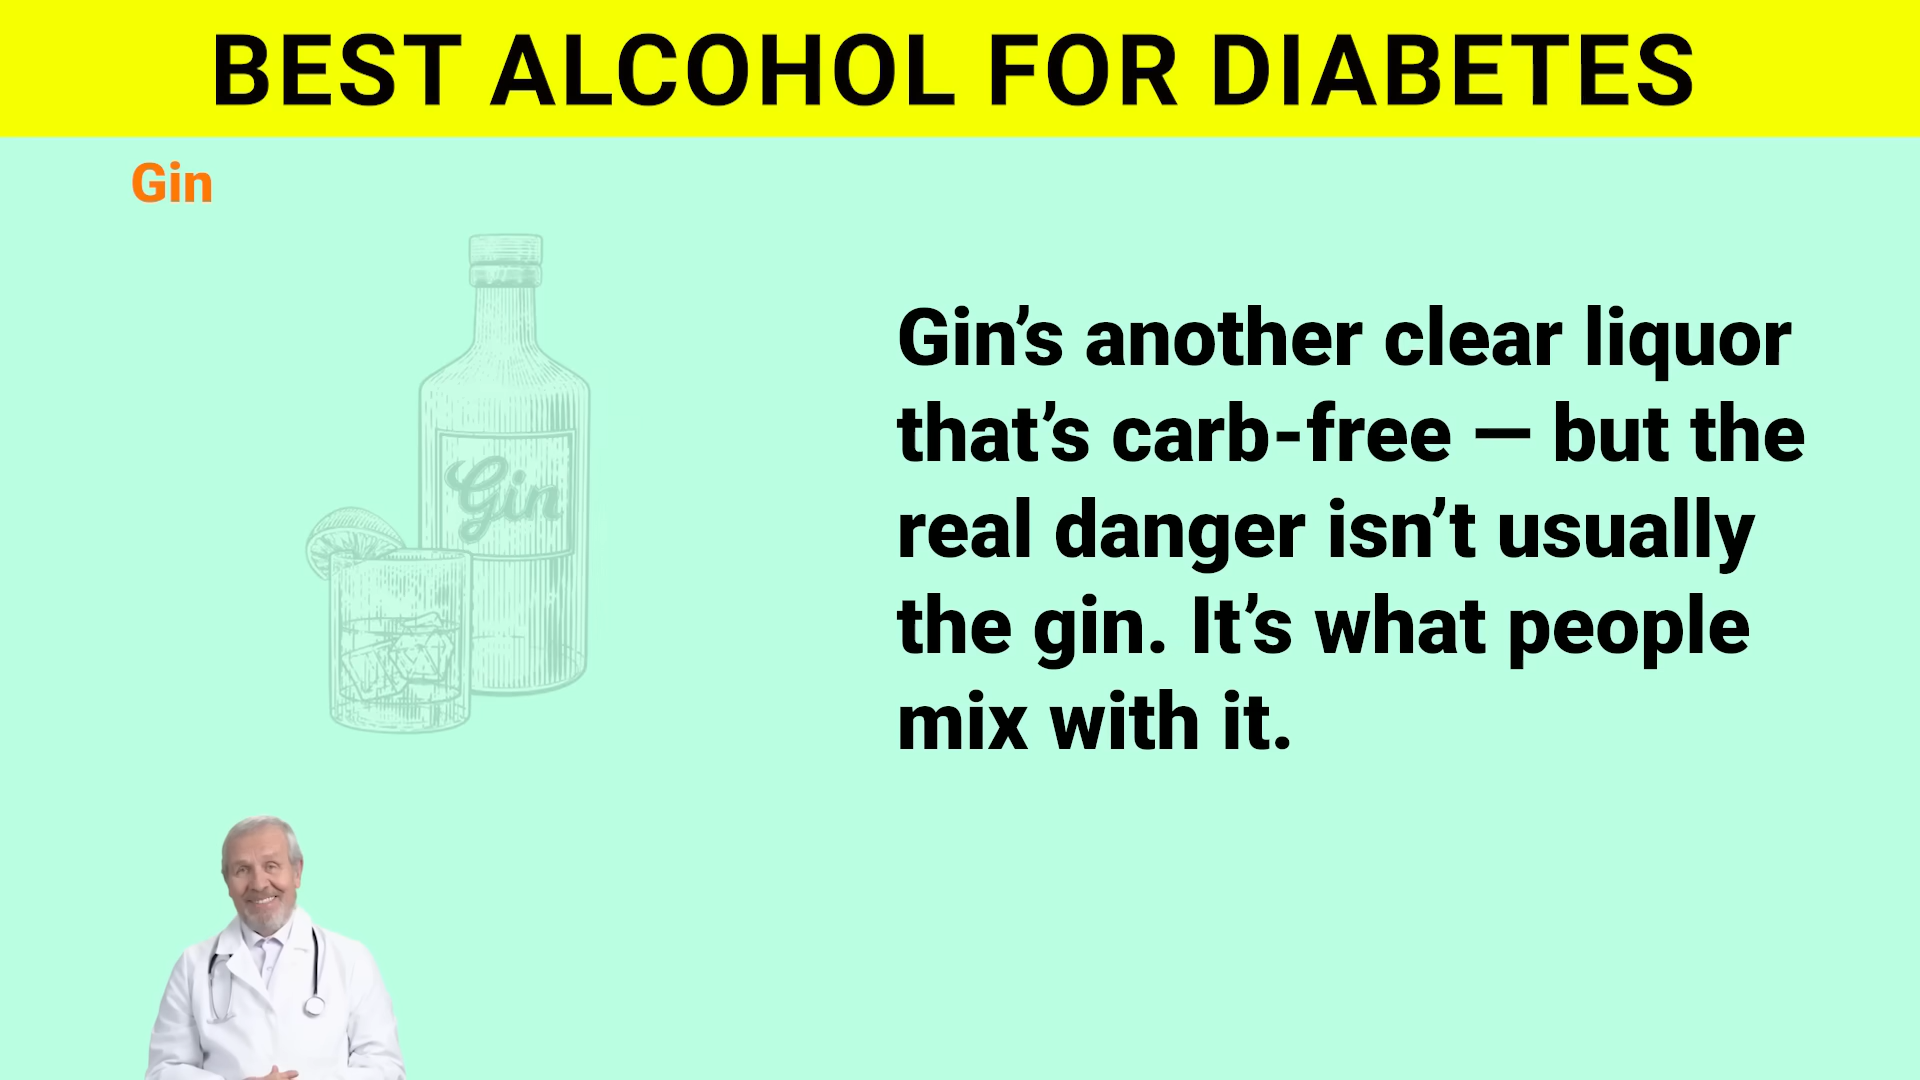 BEST ALCOHOL FOR DIABETES
Gin
Gin
Gin’s another clear liquor
that’s carb-free — but the
real danger isn’t usually
the gin. It’s what people
mix with it.